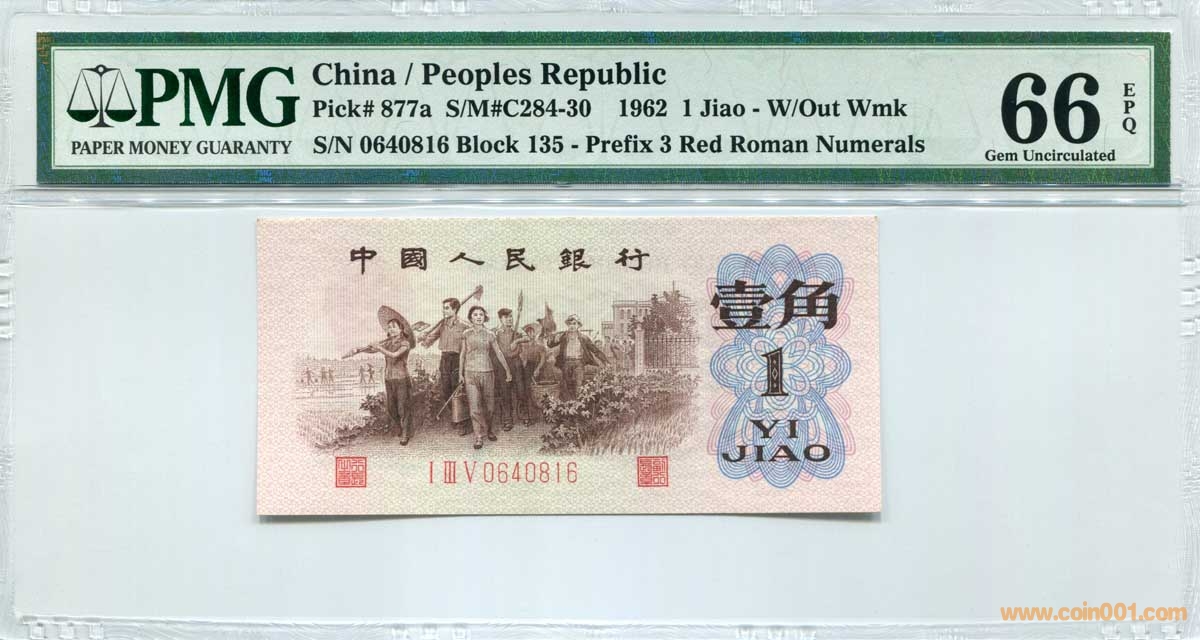 PMG
PAPER MONEY GUARANTY
China / Peoples Republic
Pick# 877a S/M#C284-30 1962 1 Jiao - W/Out Wmk
S/N 0640816 Block 135 - Prefix 3 Red Roman Numerals
66
EPQ
Gem Uncirculated
中國人民銀行
壹角
1
YI
JIAO
I III V 0640816
www.coin001.com